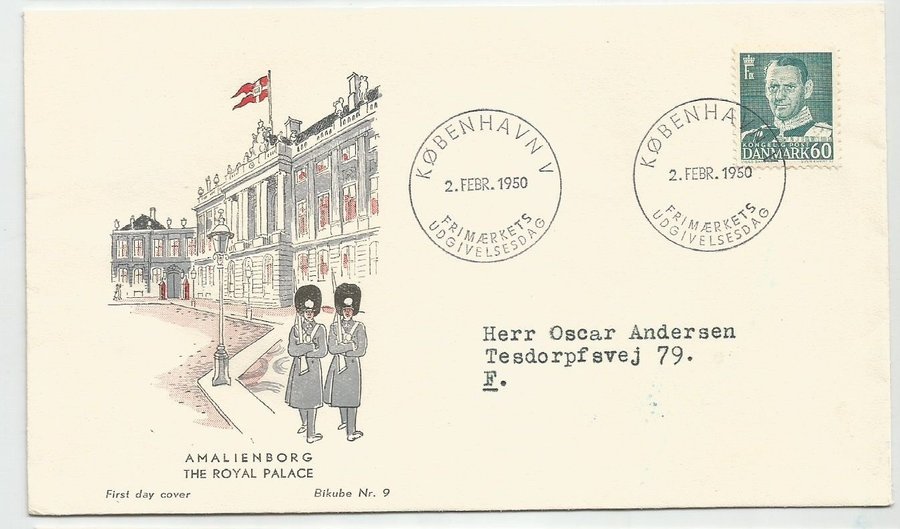 KØBENHAVN V
2. FEBR. 1950
FRIMÆRKETS
UDGIVELSESDAG
KØBENHAVN
2. FEBR. 1950
FRIMÆRKETS
UDGIVELSESDAG
KONGELIG POST
DANMARK 60
Herr Oscar Andersen
Tesdorpfsvej 79.
F.
AMALIENBORG
THE ROYAL PALACE
First day cover
Bikube Nr. 9